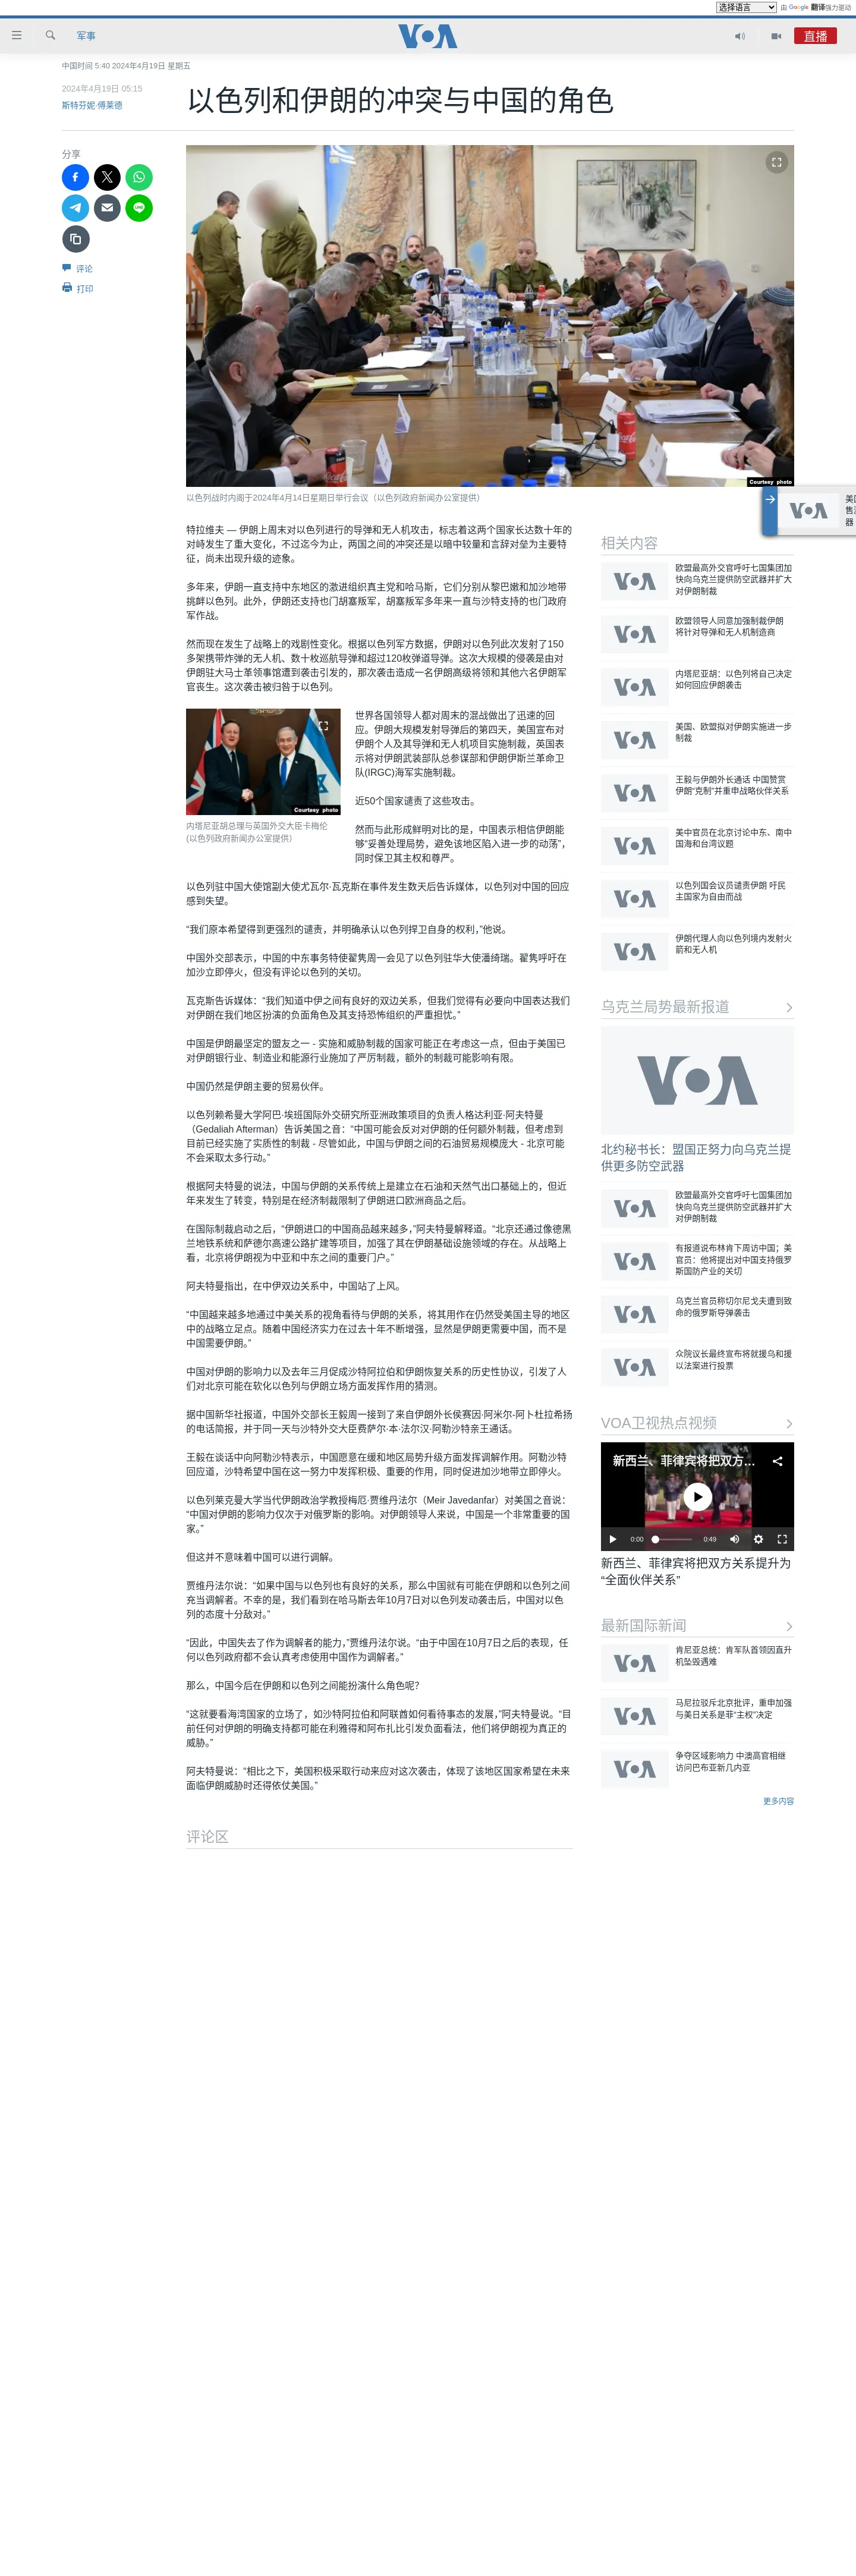 选择语言
由 Google 翻译强力驱动
军事
VOA
直播
中国时间 5:40 2024年4月19日 星期五
2024年4月19日 05:15
斯特芬妮·傅莱德
以色列和伊朗的冲突与中国的角色
分享
评论
打印
Courtesy photo
以色列战时内阁于2024年4月14日星期日举行会议（以色列政府新闻办公室提供）
特拉维夫 — 伊朗上周末对以色列进行的导弹和无人机攻击，标志着这两个国家长达数十年的
对峙发生了重大变化，不过迄今为止，两国之间的冲突还是以暗中较量和言辞对垒为主要特
征，尚未出现升级的迹象。
多年来，伊朗一直支持中东地区的激进组织真主党和哈马斯，它们分别从黎巴嫩和加沙地带
挑衅以色列。此外，伊朗还支持也门胡塞叛军，胡塞叛军多年来一直与沙特支持的也门政府
军作战。
然而现在发生了战略上的戏剧性变化。根据以色列军方数据，伊朗对以色列此次发射了150
多架携带炸弹的无人机、数十枚巡航导弹和超过120枚弹道导弹。这次大规模的侵袭是由对
伊朗驻大马士革领事馆遭到袭击引发的，那次袭击造成一名伊朗高级将领和其他六名伊朗军
官丧生。这次袭击被归咎于以色列。
Courtesy photo
内塔尼亚胡总理与英国外交大臣卡梅伦
(以色列政府新闻办公室提供）
世界各国领导人都对周末的混战做出了迅速的回
应。伊朗大规模发射导弹后的第四天，美国宣布对
伊朗个人及其导弹和无人机项目实施制裁，英国表
示将对伊朗武装部队总参谋部和伊朗伊斯兰革命卫
队(IRGC)海军实施制裁。
近50个国家谴责了这些攻击。
然而与此形成鲜明对比的是，中国表示相信伊朗能
够“妥善处理局势，避免该地区陷入进一步的动荡”，
同时保卫其主权和尊严。
以色列驻中国大使馆副大使尤瓦尔·瓦克斯在事件发生数天后告诉媒体，以色列对中国的回应
感到失望。
“我们原本希望得到更强烈的谴责，并明确承认以色列捍卫自身的权利，”他说。
中国外交部表示，中国的中东事务特使翟隽周一会见了以色列驻华大使潘绮瑞。翟隽呼吁在
加沙立即停火，但没有评论以色列的关切。
瓦克斯告诉媒体：“我们知道中伊之间有良好的双边关系，但我们觉得有必要向中国表达我们
对伊朗在我们地区扮演的负面角色及其支持恐怖组织的严重担忧。”
中国是伊朗最坚定的盟友之一 - 实施和威胁制裁的国家可能正在考虑这一点，但由于美国已
对伊朗银行业、制造业和能源行业施加了严厉制裁，额外的制裁可能影响有限。
中国仍然是伊朗主要的贸易伙伴。
以色列赖希曼大学阿巴·埃班国际外交研究所亚洲政策项目的负责人格达利亚·阿夫特曼
（Gedaliah Afterman）告诉美国之音：“中国可能会反对对伊朗的任何额外制裁，但考虑到
目前已经实施了实质性的制裁 - 尽管如此，中国与伊朗之间的石油贸易规模庞大 - 北京可能
不会采取太多行动。”
根据阿夫特曼的说法，中国与伊朗的关系传统上是建立在石油和天然气出口基础上的，但近
年来发生了转变，特别是在经济制裁限制了伊朗进口欧洲商品之后。
在国际制裁启动之后，“伊朗进口的中国商品越来越多，”阿夫特曼解释道。“北京还通过像德黑
兰地铁系统和萨德尔高速公路扩建等项目，加强了其在伊朗基础设施领域的存在。从战略上
看，北京将伊朗视为中亚和中东之间的重要门户。”
阿夫特曼指出，在中伊双边关系中，中国站了上风。
“中国越来越多地通过中美关系的视角看待与伊朗的关系，将其用作在仍然受美国主导的地区
中的战略立足点。随着中国经济实力在过去十年不断增强，显然是伊朗更需要中国，而不是
中国需要伊朗。”
中国对伊朗的影响力以及去年三月促成沙特阿拉伯和伊朗恢复关系的历史性协议，引发了人
们对北京可能在软化以色列与伊朗立场方面发挥作用的猜测。
据中国新华社报道，中国外交部长王毅周一接到了来自伊朗外长侯赛因·阿米尔-阿卜杜拉希扬
的电话简报，并于同一天与沙特外交大臣费萨尔·本·法尔汉·阿勒沙特亲王通话。
王毅在谈话中向阿勒沙特表示，中国愿意在缓和地区局势升级方面发挥调解作用。阿勒沙特
回应道，沙特希望中国在这一努力中发挥积极、重要的作用，同时促进加沙地带立即停火。
以色列莱克曼大学当代伊朗政治学教授梅厄·贾维丹法尔（Meir Javedanfar）对美国之音说：
“中国对伊朗的影响力仅次于对俄罗斯的影响。对伊朗领导人来说，中国是一个非常重要的国
家。”
但这并不意味着中国可以进行调解。
贾维丹法尔说：“如果中国与以色列也有良好的关系，那么中国就有可能在伊朗和以色列之间
充当调解者。不幸的是，我们看到在哈马斯去年10月7日对以色列发动袭击后，中国对以色
列的态度十分敌对。”
“因此，中国失去了作为调解者的能力，”贾维丹法尔说。“由于中国在10月7日之后的表现，任
何以色列政府都不会认真考虑使用中国作为调解者。”
那么，中国今后在伊朗和以色列之间能扮演什么角色呢？
“这就要看海湾国家的立场了，如沙特阿拉伯和阿联酋如何看待事态的发展，”阿夫特曼说。“目
前任何对伊朗的明确支持都可能在利雅得和阿布扎比引发负面看法，他们将伊朗视为真正的
威胁。”
阿夫特曼说：“相比之下，美国积极采取行动来应对这次袭击，体现了该地区国家希望在未来
面临伊朗威胁时还得依仗美国。”
评论区
VOA
美国
售武
器
相关内容
VOA
欧盟最高外交官呼吁七国集团加
快向乌克兰提供防空武器并扩大
对伊朗制裁
VOA
欧盟领导人同意加强制裁伊朗
将针对导弹和无人机制造商
VOA
内塔尼亚胡：以色列将自己决定
如何回应伊朗袭击
VOA
美国、欧盟拟对伊朗实施进一步
制裁
VOA
王毅与伊朗外长通话 中国赞赏
伊朗“克制”并重申战略伙伴关系
VOA
美中官员在北京讨论中东、南中
国海和台湾议题
VOA
以色列国会议员谴责伊朗 吁民
主国家为自由而战
VOA
伊朗代理人向以色列境内发射火
箭和无人机
乌克兰局势最新报道
VOA
北约秘书长：盟国正努力向乌克兰提
供更多防空武器
VOA
欧盟最高外交官呼吁七国集团加
快向乌克兰提供防空武器并扩大
对伊朗制裁
VOA
有报道说布林肯下周访中国；美
官员：他将提出对中国支持俄罗
斯国防产业的关切
VOA
乌克兰官员称切尔尼戈夫遭到致
命的俄罗斯导弹袭击
VOA
众院议长最终宣布将就援乌和援
以法案进行投票
VOA卫视热点视频
新西兰、菲律宾将把双方...
0:00
0:49
新西兰、菲律宾将把双方关系提升为
“全面伙伴关系”
最新国际新闻
VOA
肯尼亚总统：肯军队首领因直升
机坠毁遇难
VOA
马尼拉驳斥北京批评，重申加强
与美日关系是菲“主权”决定
VOA
争夺区域影响力 中澳高官相继
访问巴布亚新几内亚
更多内容